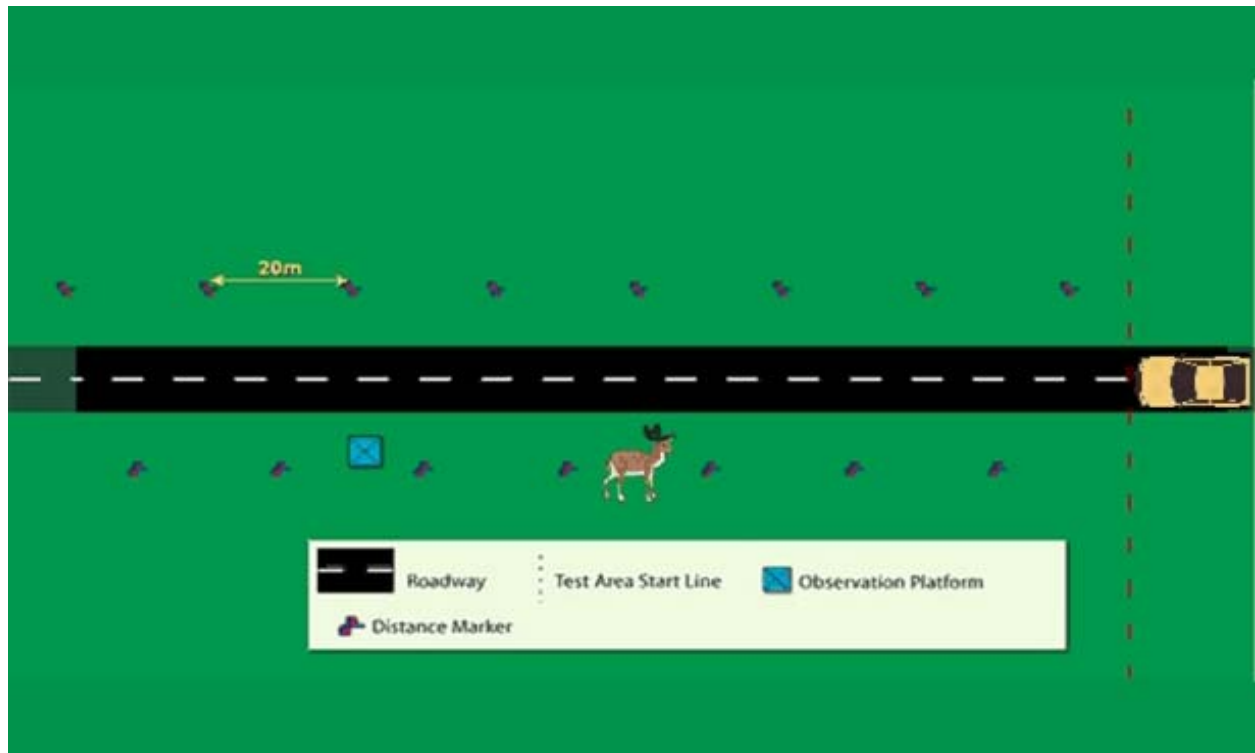 20m
Roadway
Test Area Start Line
Observation Platform
Distance Marker